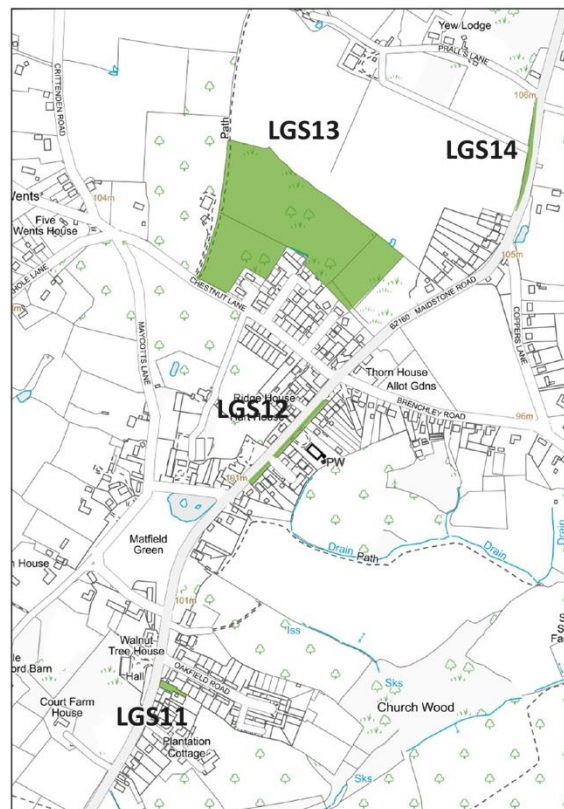 Yew Lodge
PRALL'S LANE
CRITTENDEN ROAD
106m
Path
LGS13
LGS14
Wents'
104m
Five
Wents House
CHESTNUT LANE
105m
B2160 MAIDSTONE ROAD
COPPERS LANE
MAYCOTTS LANE
Thorn House
Allot Gdns
Ridge House
LGS12
BRENCHLEY ROAD
96m
PW
101m
Matfield
Green
Drain
Path
Drain
Drain
House
101m
Iss
Walnut
Tree House
Hall
OAKFIELD ROAD
Sks
ord Barn
Court Farm
House
Church Wood
LGS11
Plantation
Cottage
Sks